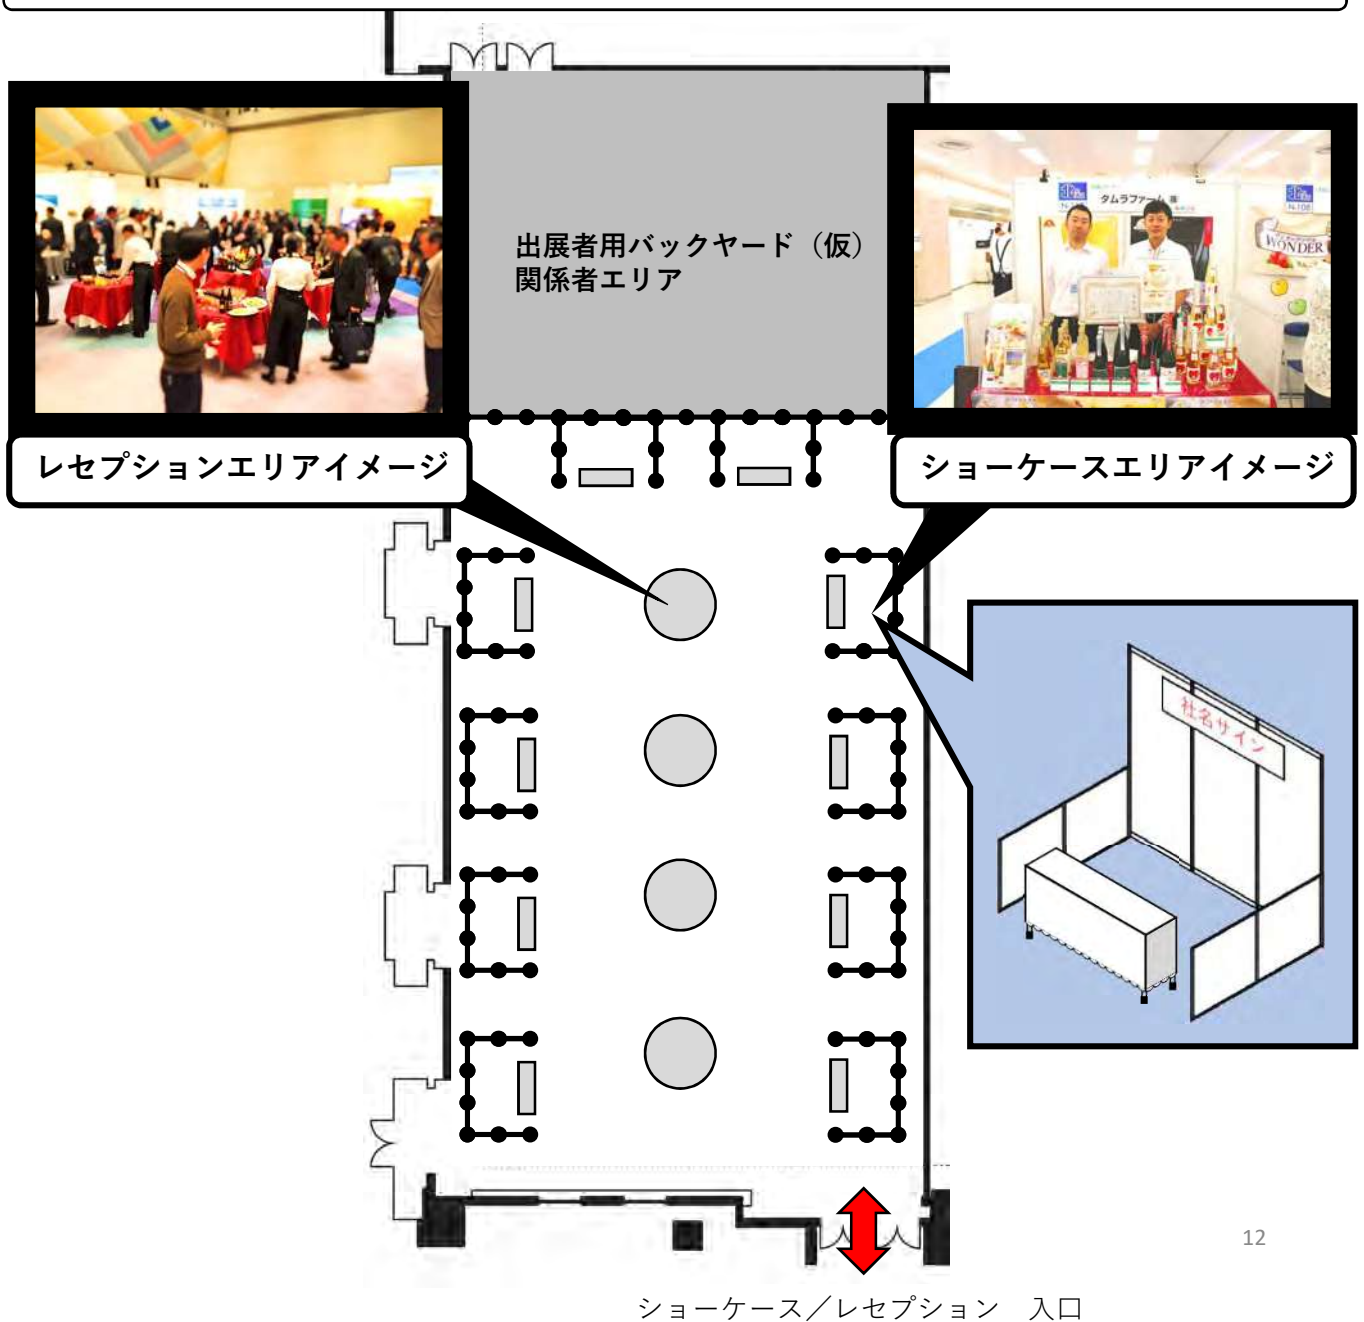 出展者用バックヤード（仮）
関係者エリア
タムラファーム ㈱
N-108
WONDER
レセプションエリアイメージ
ショーケースエリアイメージ
社名サイン
12
ショーケース／レセプション　入口